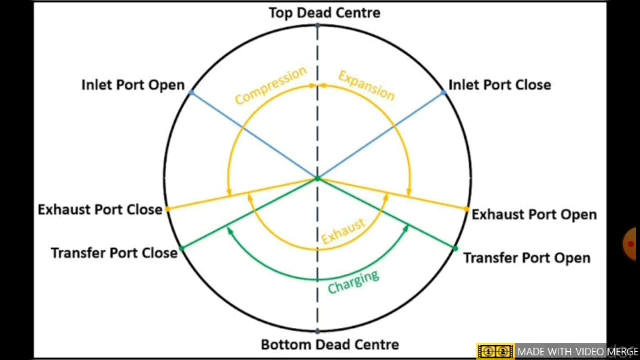 Top Dead Centre
Inlet Port Open
Compression
Expansion
Inlet Port Close
Exhaust Port Close
Exhaust Port Open
Transfer Port Close
Exhaust
Transfer Port Open
Charging
Bottom Dead Centre
MADE WITH VIDEO MERGE